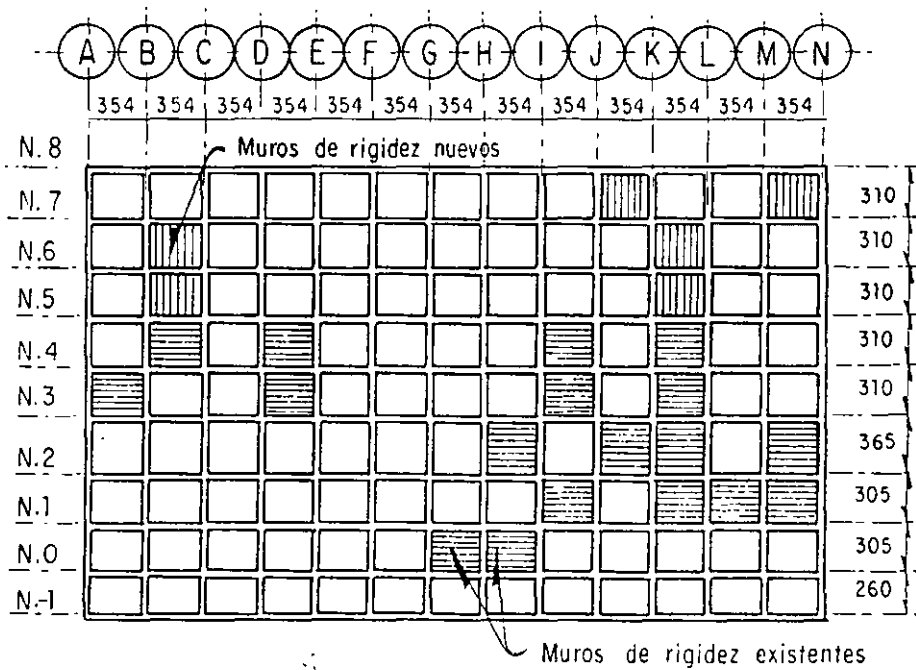 A B C D E F G H I J K L M N
354 354 354 354 354 354 354 354 354 354 354 354 354
N.8
Muros de rigidez nuevos
N.7 310
N.6 310
N.5 310
N.4 310
N.3 310
N.2 365
N.1 305
N.0 305
N.-1 260
Muros de rigidez existentes